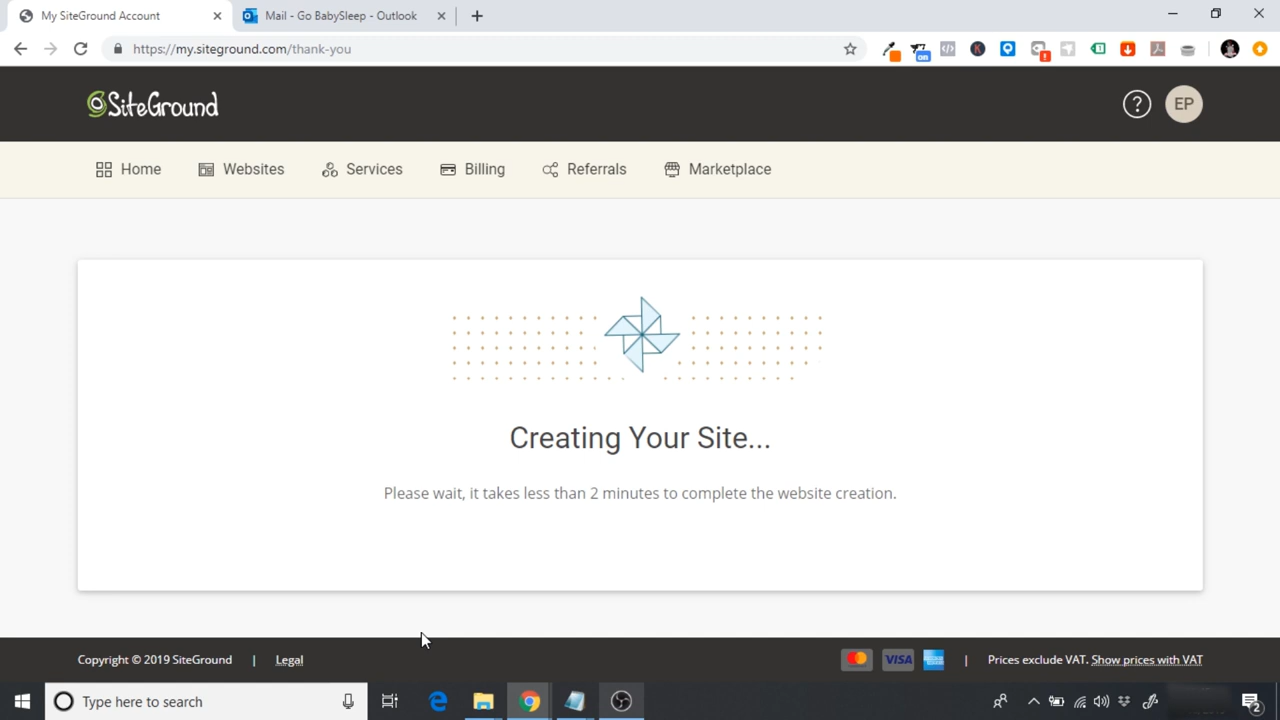 My SiteGround Account
Mail - Go BabySleep - Outlook
https://my.siteground.com/thank-you
on
SiteGround
? EP
Home Websites Services Billing Referrals Marketplace
Creating Your Site...
Please wait, it takes less than 2 minutes to complete the website creation.
Copyright © 2019 SiteGround | Legal VISA | Prices exclude VAT. Show prices with VAT
Type here to search
2